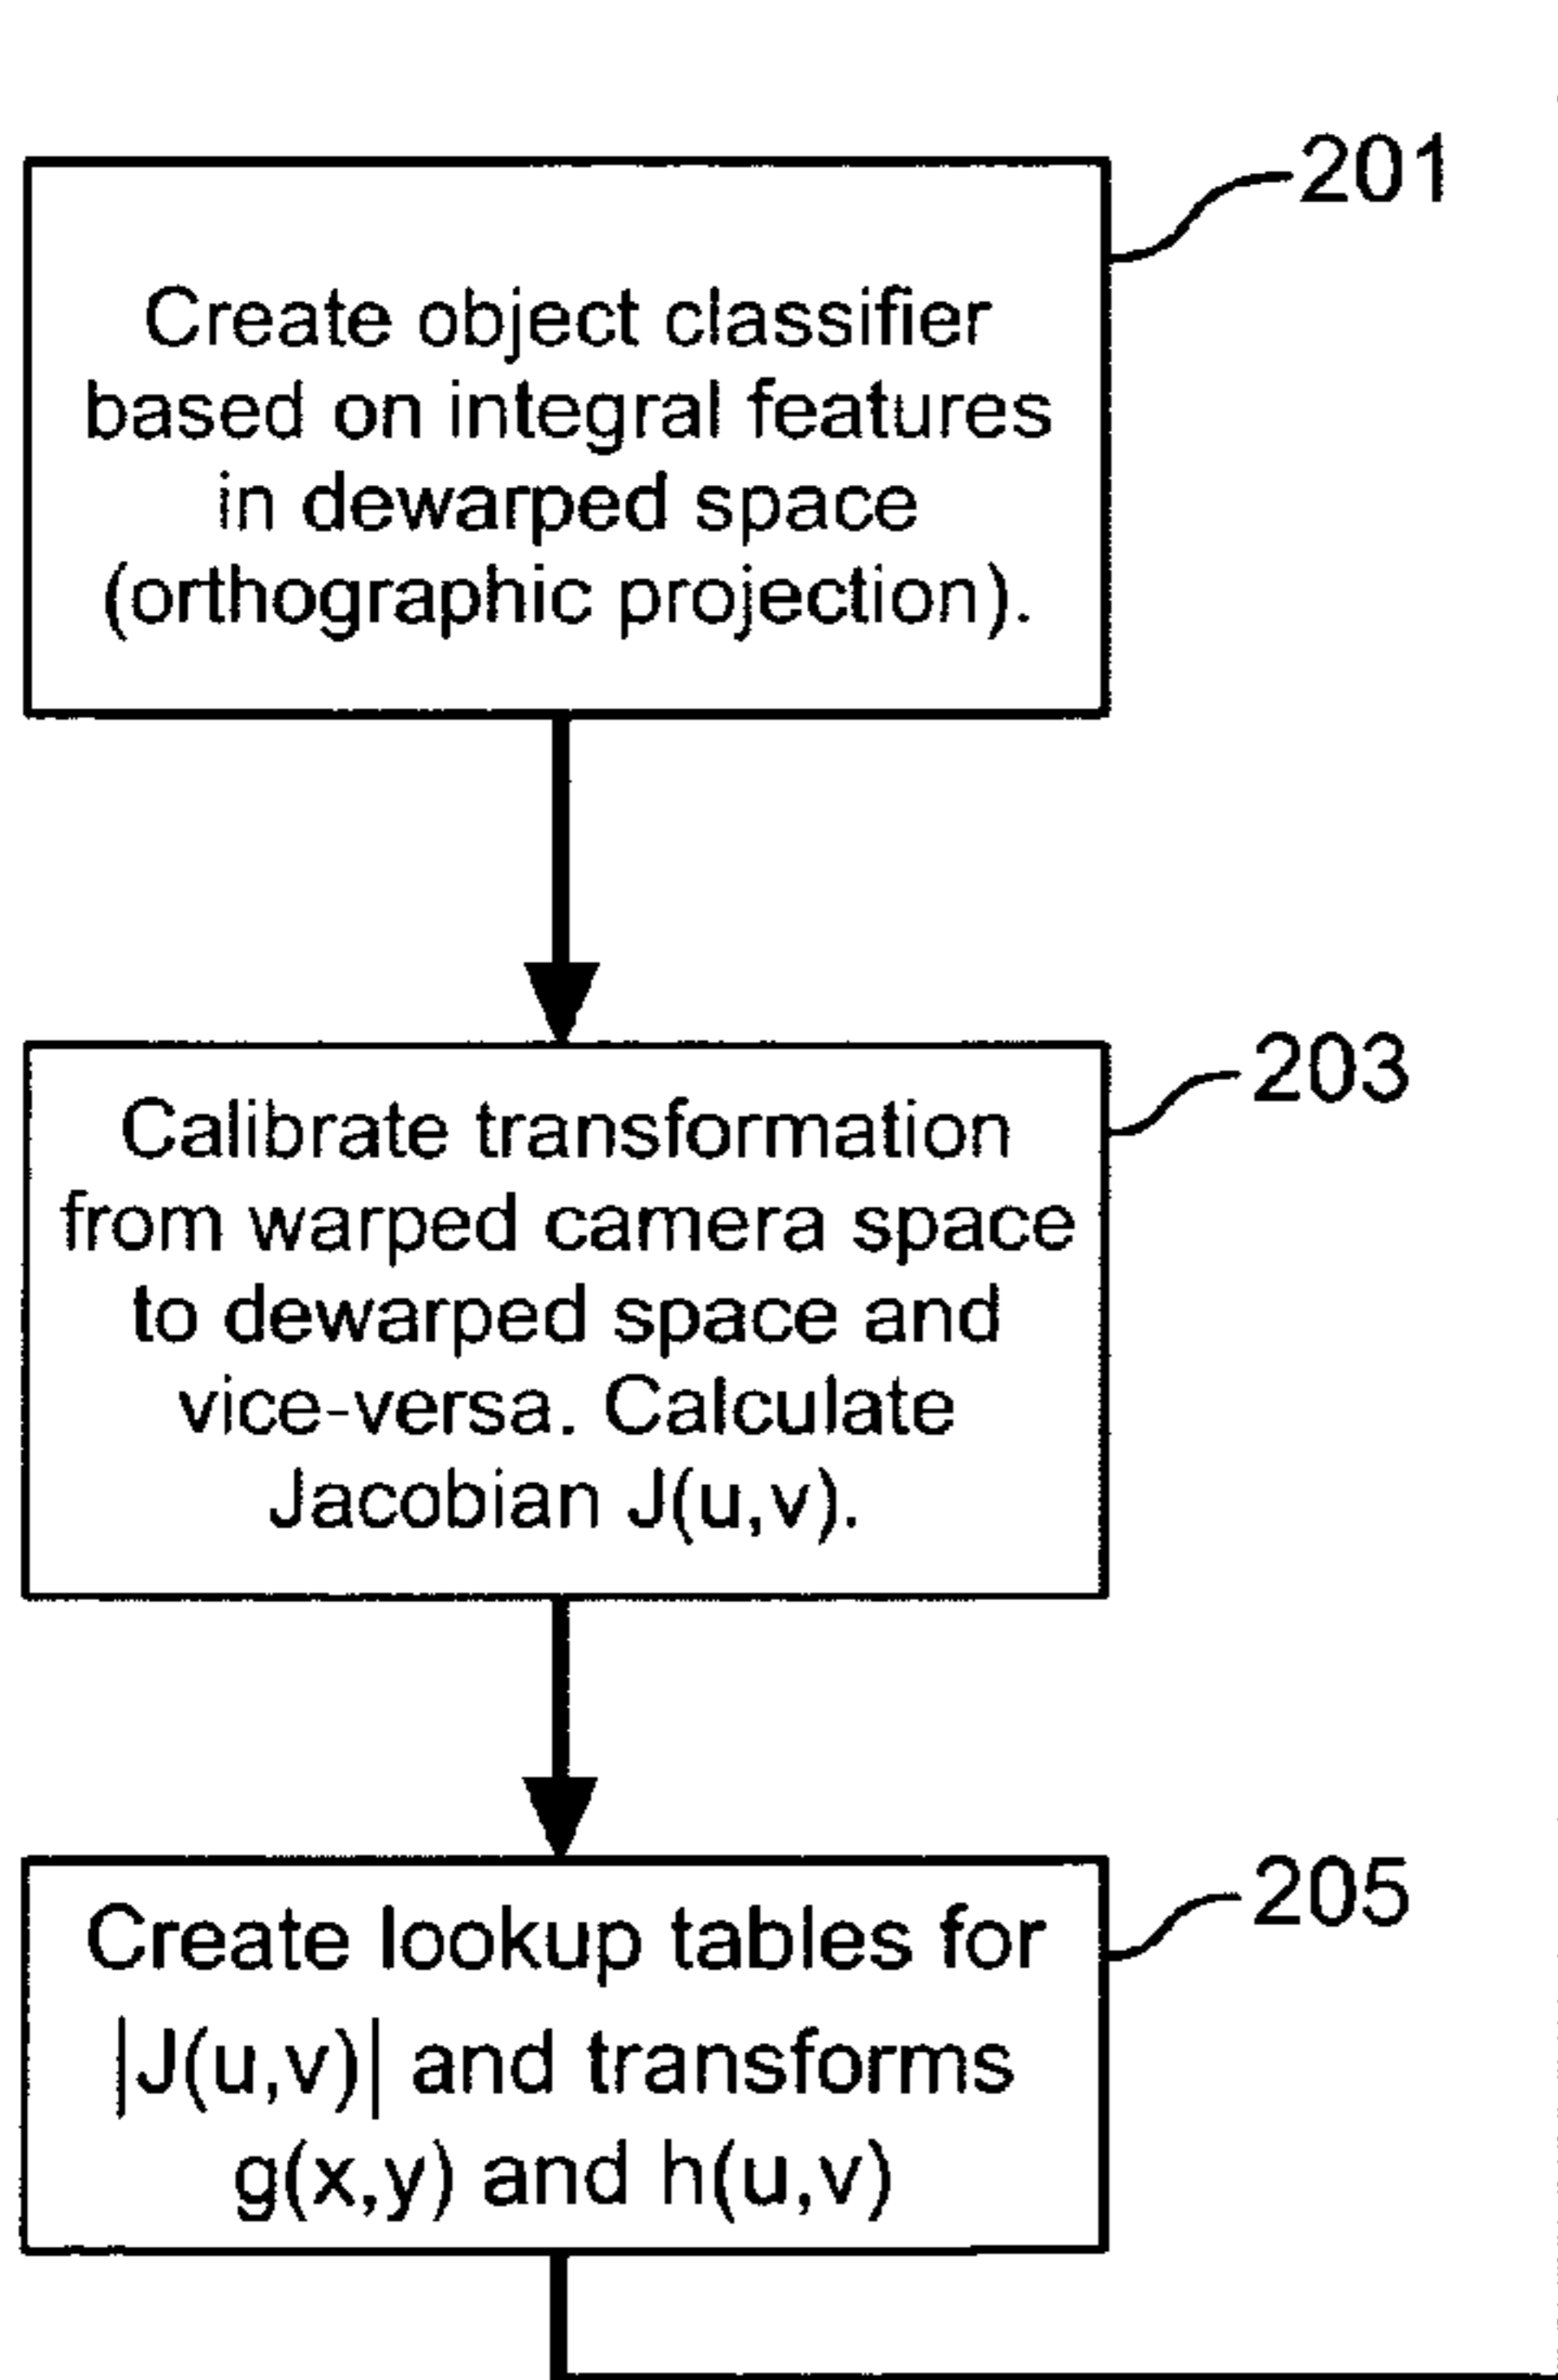 201
Create object classifier
based on integral features
in dewarped space
(orthographic projection).
203
Calibrate transformation
from warped camera space
to dewarped space and
vice-versa. Calculate
Jacobian J(u,v).
205
Create lookup tables for
|J(u,v)| and transforms
g(x,y) and h(u,v)